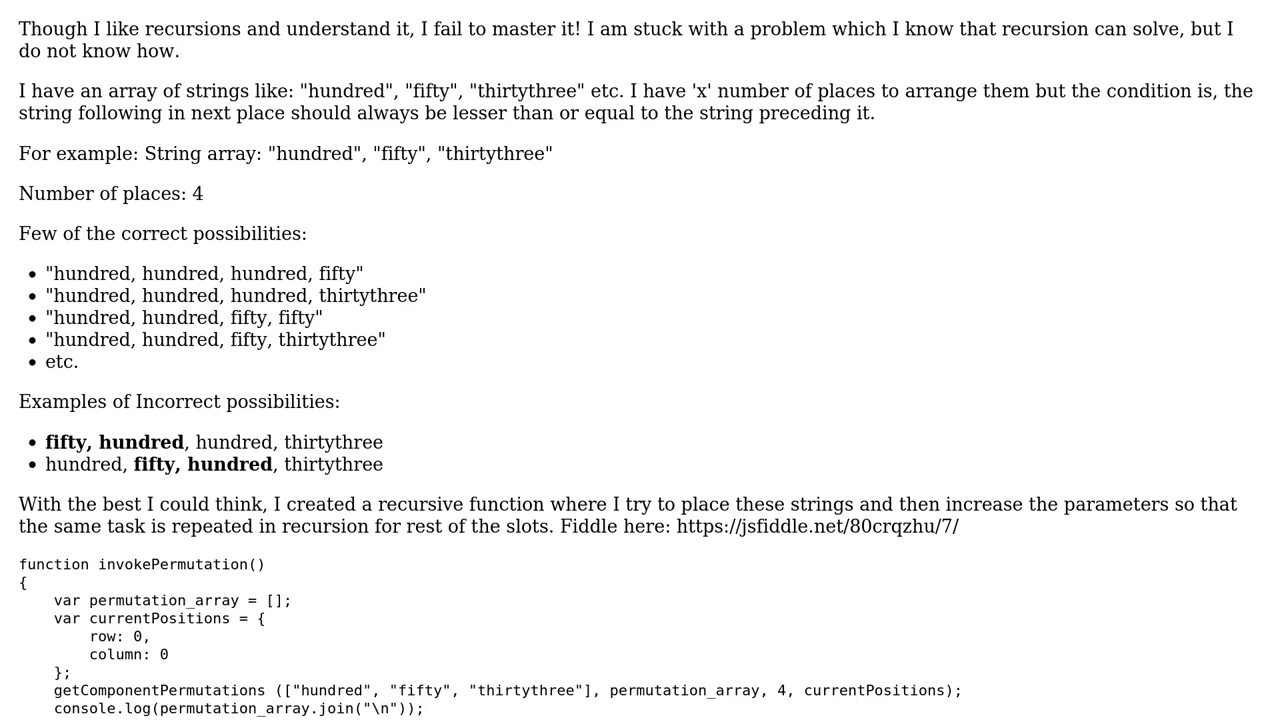 Though I like recursions and understand it, I fail to master it! I am stuck with a problem which I know that recursion can solve, but I
do not know how.
I have an array of strings like: "hundred", "fifty", "thirtythree" etc. I have 'x' number of places to arrange them but the condition is, the
string following in next place should always be lesser than or equal to the string preceding it.
For example: String array: "hundred", "fifty", "thirtythree"
Number of places: 4
Few of the correct possibilities:
• "hundred, hundred, hundred, fifty"
• "hundred, hundred, hundred, thirtythree"
• "hundred, hundred, fifty, fifty"
• "hundred, hundred, fifty, thirtythree"
• etc.
Examples of Incorrect possibilities:
• fifty, hundred, hundred, thirtythree
• hundred, fifty, hundred, thirtythree
With the best I could think, I created a recursive function where I try to place these strings and then increase the parameters so that
the same task is repeated in recursion for rest of the slots. Fiddle here: https://jsfiddle.net/80crqzhu/7/
function invokePermutation()
{
    var permutation_array = [];
    var currentPositions = {
        row: 0,
        column: 0
    };
    getComponentPermutations (["hundred", "fifty", "thirtythree"], permutation_array, 4, currentPositions);
    console.log(permutation_array.join("\n"));